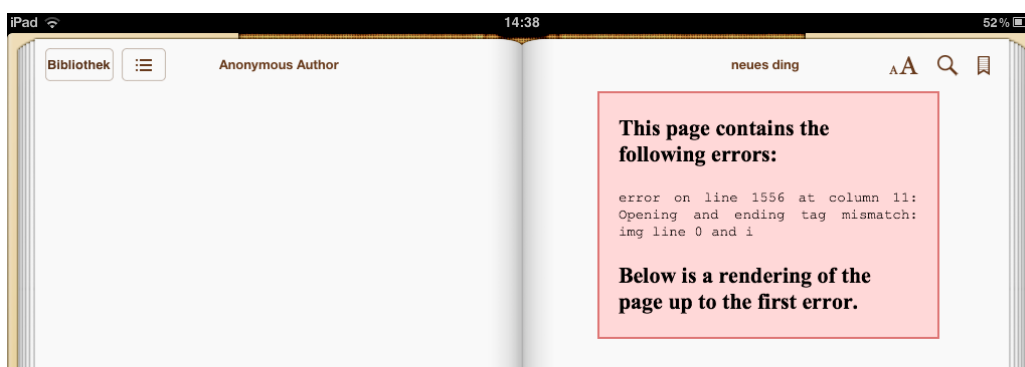 iPad 14:38 52%
Bibliothek Anonymous Author neues ding AA
This page contains the
following errors:
error on line 1556 at column 11:
Opening and ending tag mismatch:
img line 0 and i
Below is a rendering of the
page up to the first error.